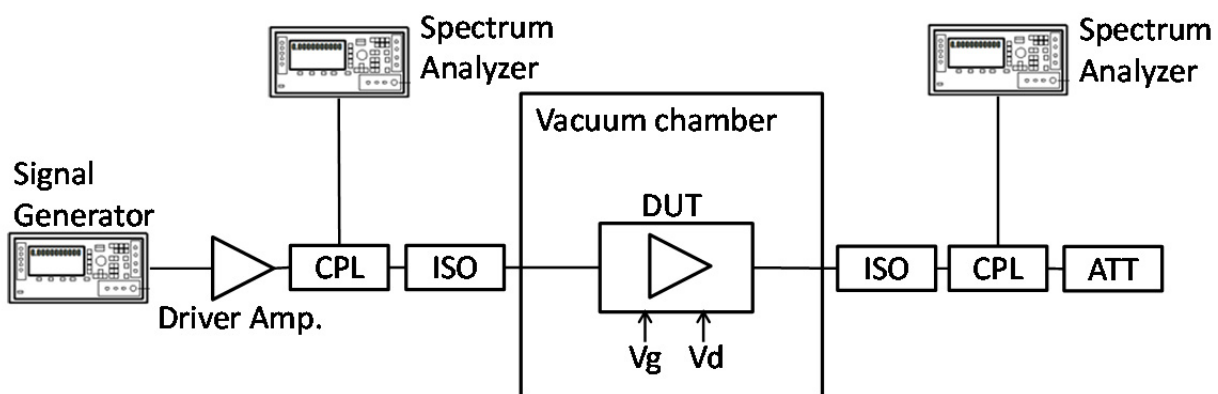 Spectrum
Analyzer
Spectrum
Analyzer
Vacuum chamber
Signal
Generator
DUT
CPL
ISO
ISO
CPL
ATT
Driver Amp.
Vg
Vd